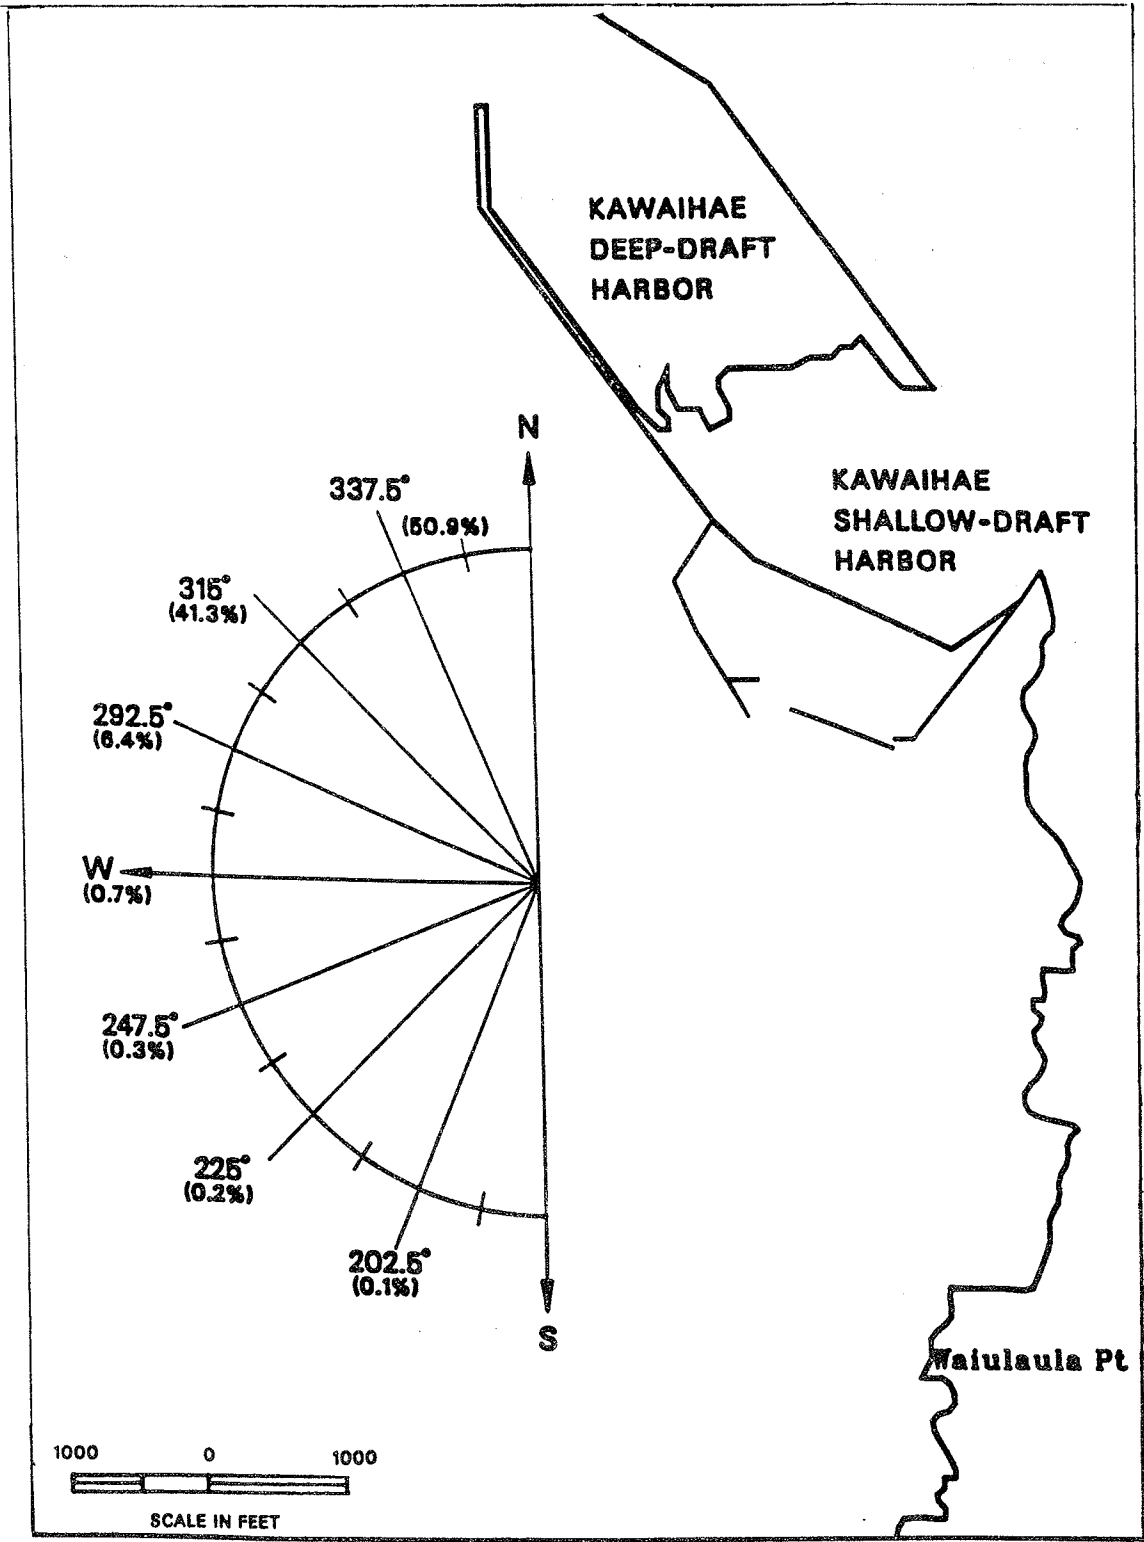 KAWAIHAE
DEEP-DRAFT
HARBOR
N
337.5°
(50.9%)
KAWAIHAE
SHALLOW-DRAFT
HARBOR
315°
(41.3%)
292.5°
(6.4%)
W
(0.7%)
247.5°
(0.3%)
225°
(0.2%)
202.5°
(0.1%)
S
Waiulaula Pt
1000 0 1000
SCALE IN FEET